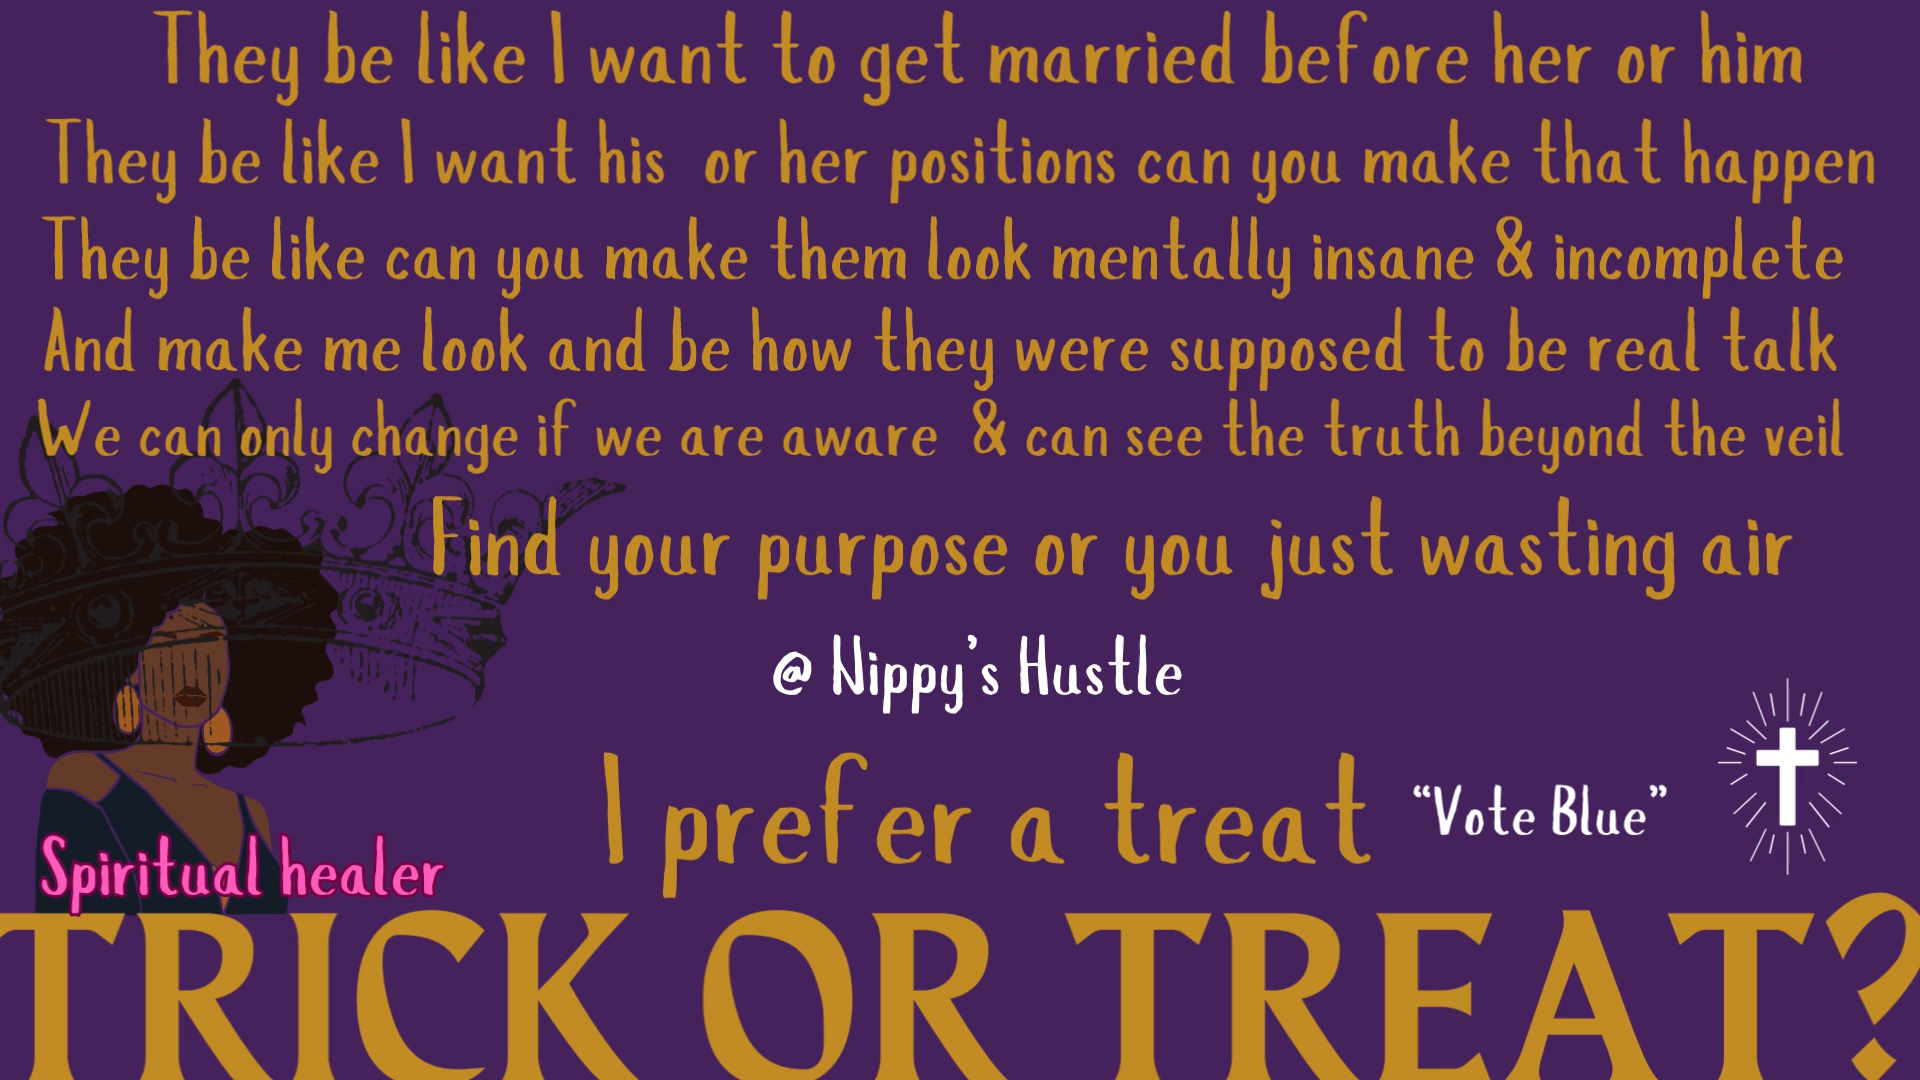 They be like I want to get married before her or him
They be like I want his or her positions can you make that happen
They be like can you make them look mentally insane & incomplete
And make me look and be how they were supposed to be real talk
We can only change if we are aware & can see the truth beyond the veil
Find your purpose or you just wasting air
@ Nippy's Hustle
I prefer a treat "Vote Blue"
Spiritual healer
TRICK OR TREAT?